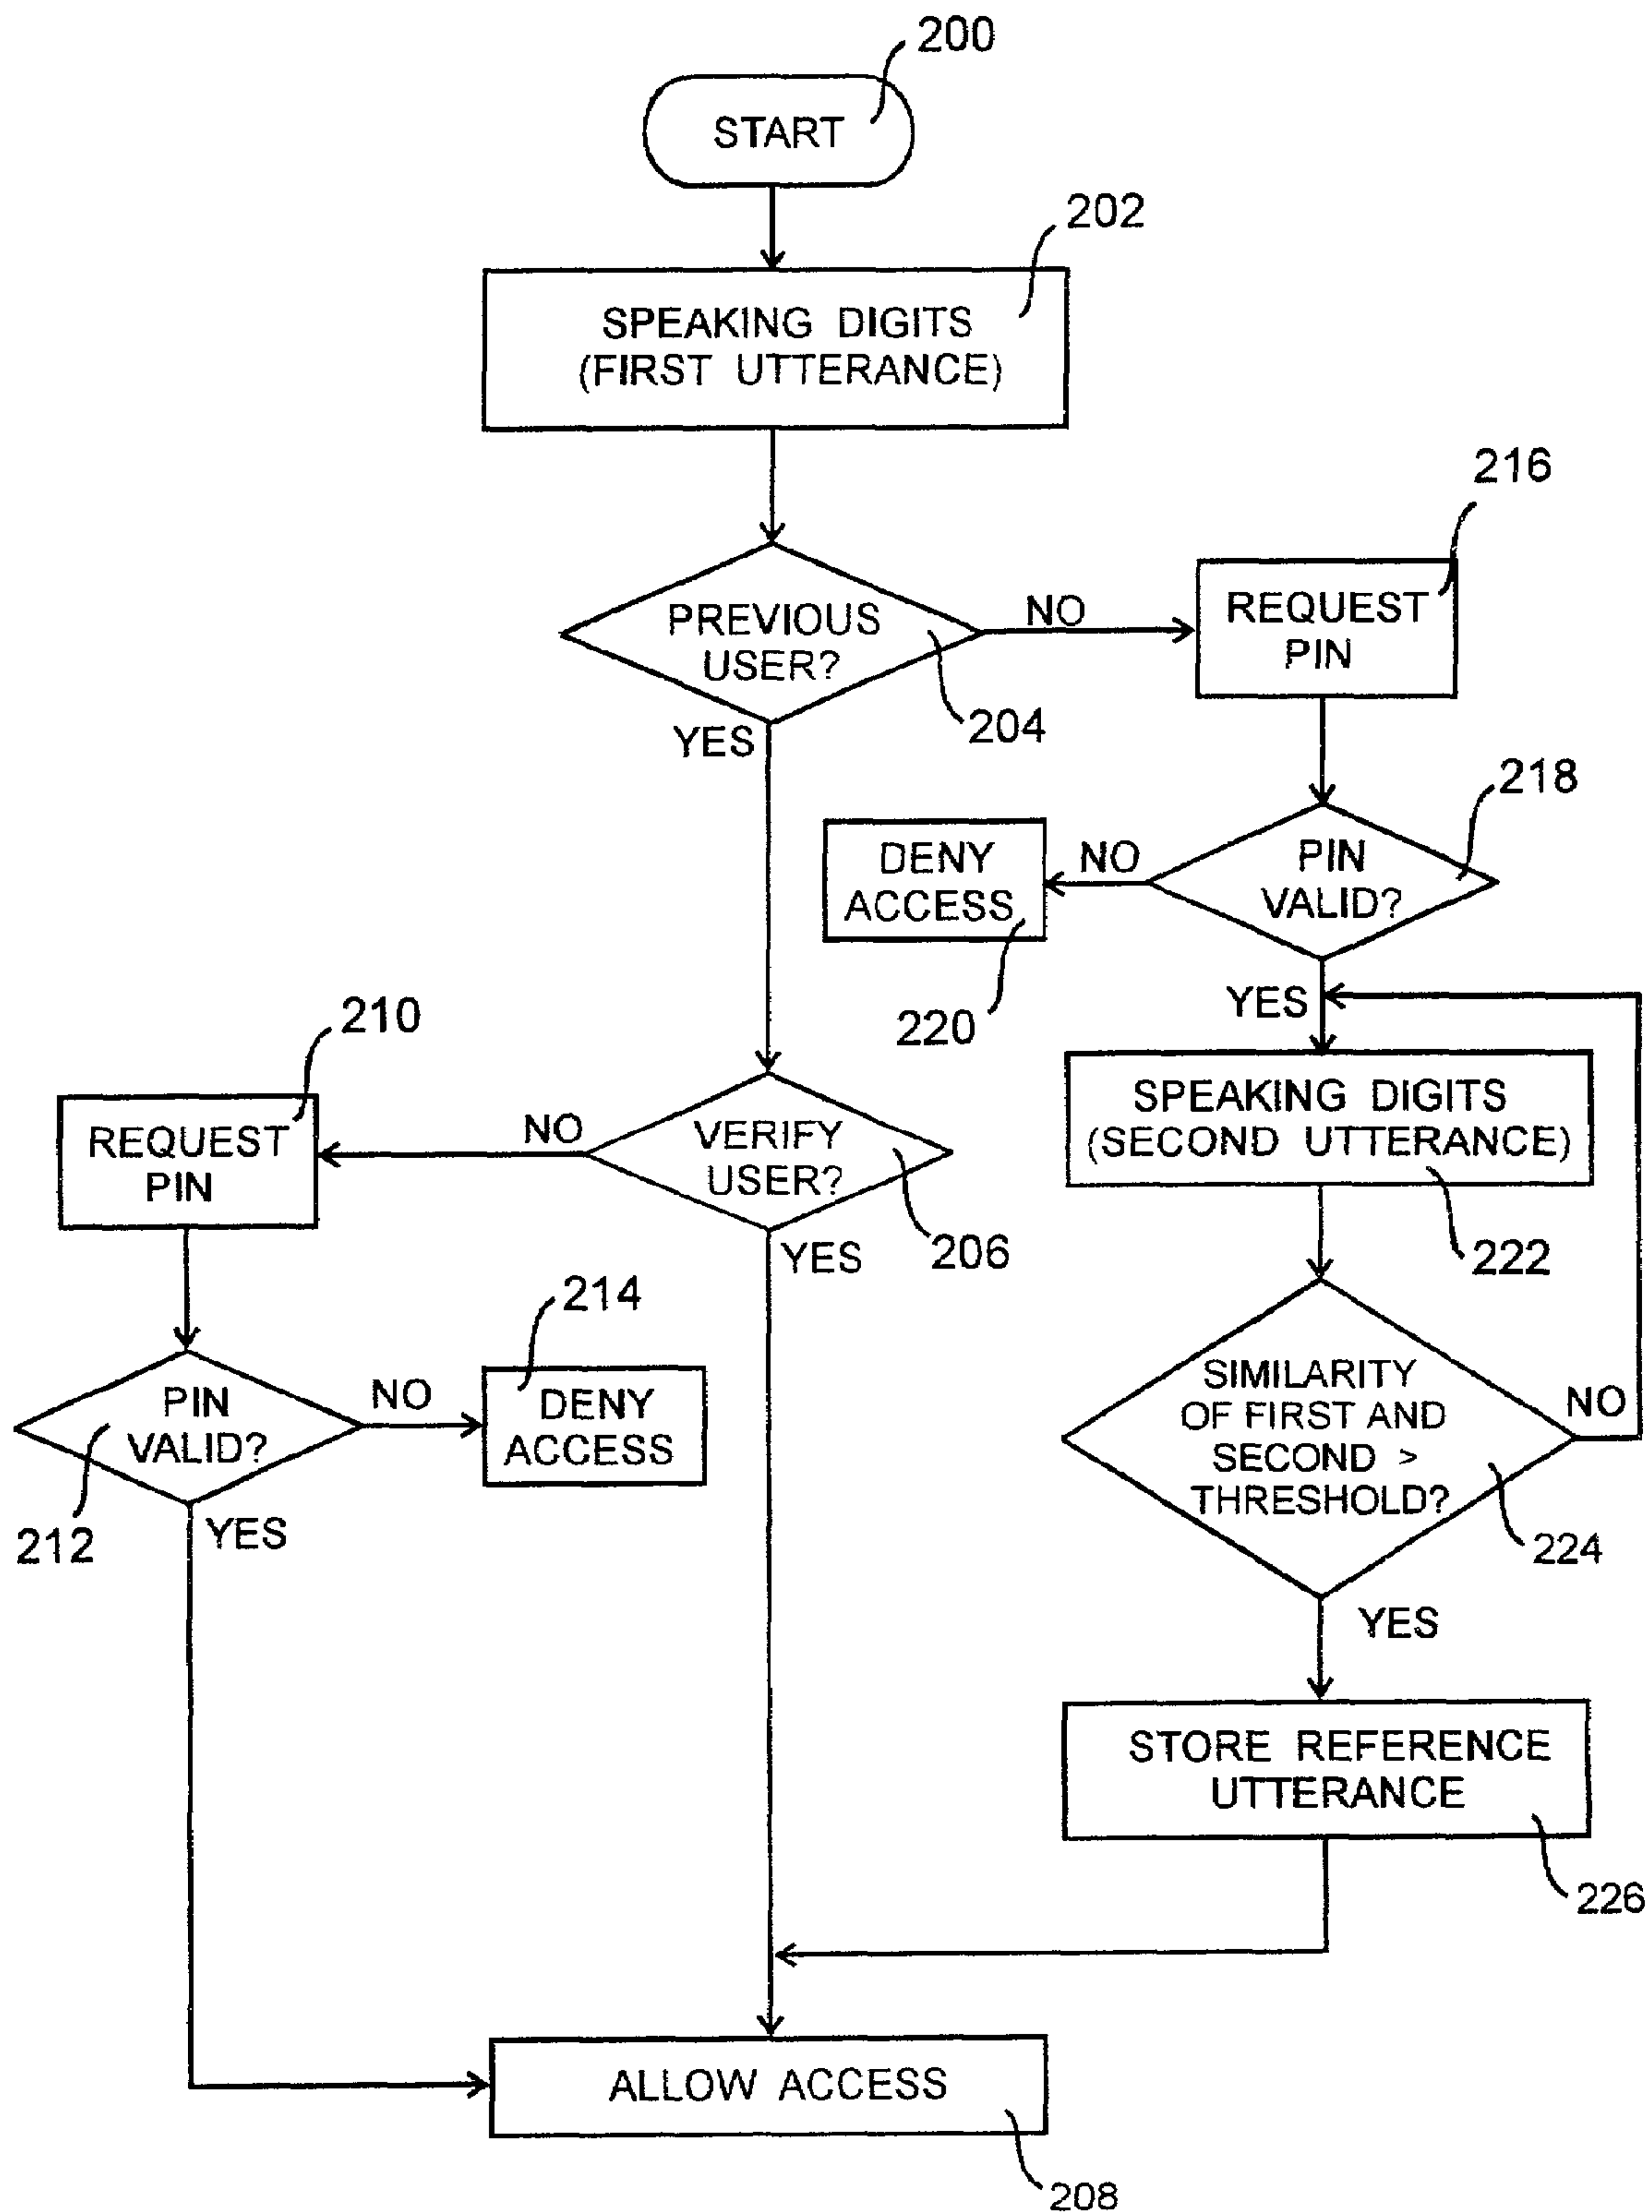 200
START
202
SPEAKING DIGITS
(FIRST UTTERANCE)
216
PREVIOUS
USER?
NO
REQUEST
PIN
204
YES
218
DENY
ACCESS
NO
PIN
VALID?
220
YES
210
REQUEST
PIN
NO
VERIFY
USER?
SPEAKING DIGITS
(SECOND UTTERANCE)
206
YES
222
214
PIN
VALID?
NO
DENY
ACCESS
SIMILARITY
OF FIRST AND
SECOND >
THRESHOLD?
NO
212
YES
224
YES
STORE REFERENCE
UTTERANCE
226
ALLOW ACCESS
208